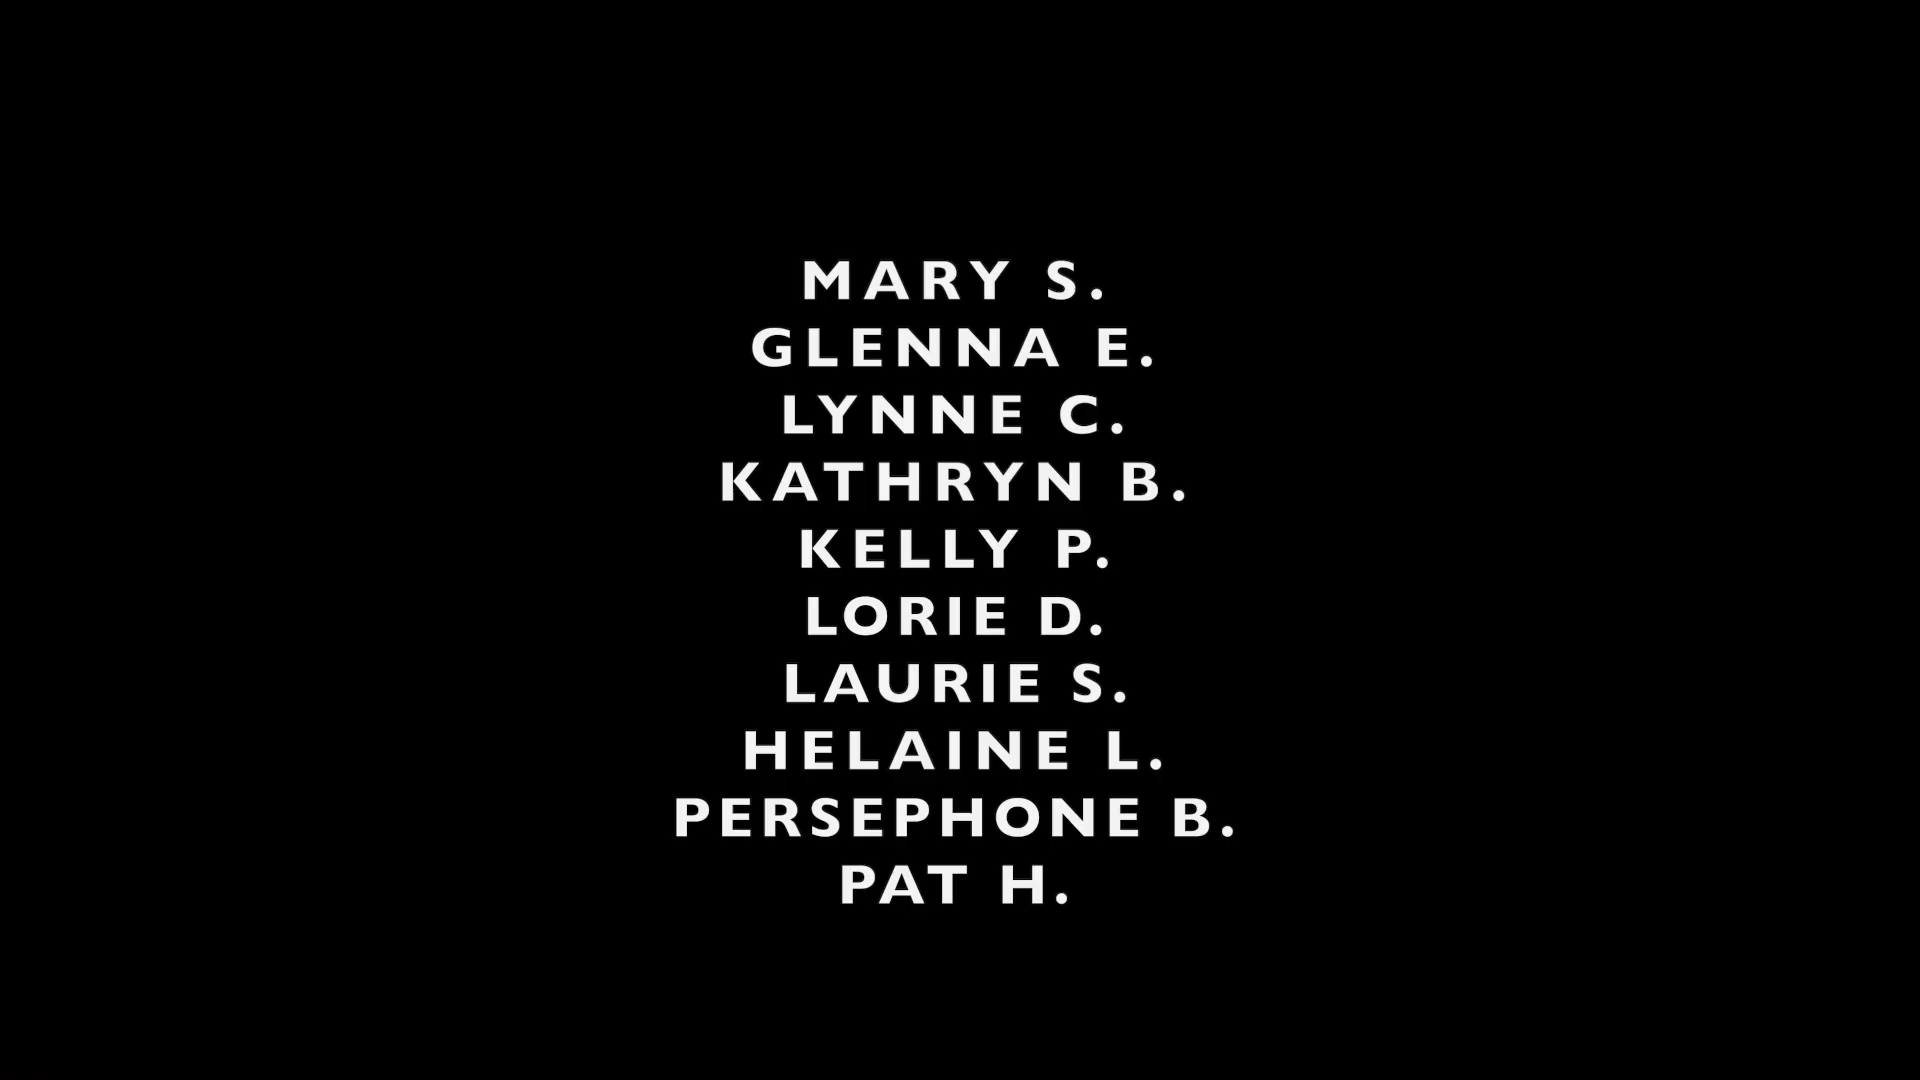 MARY S.
GLENNA E.
LYNNE C.
KATHRYN B.
KELLY P.
LORIE D.
LAURIE S.
HELAINE L.
PERSEPHONE B.
PAT H.